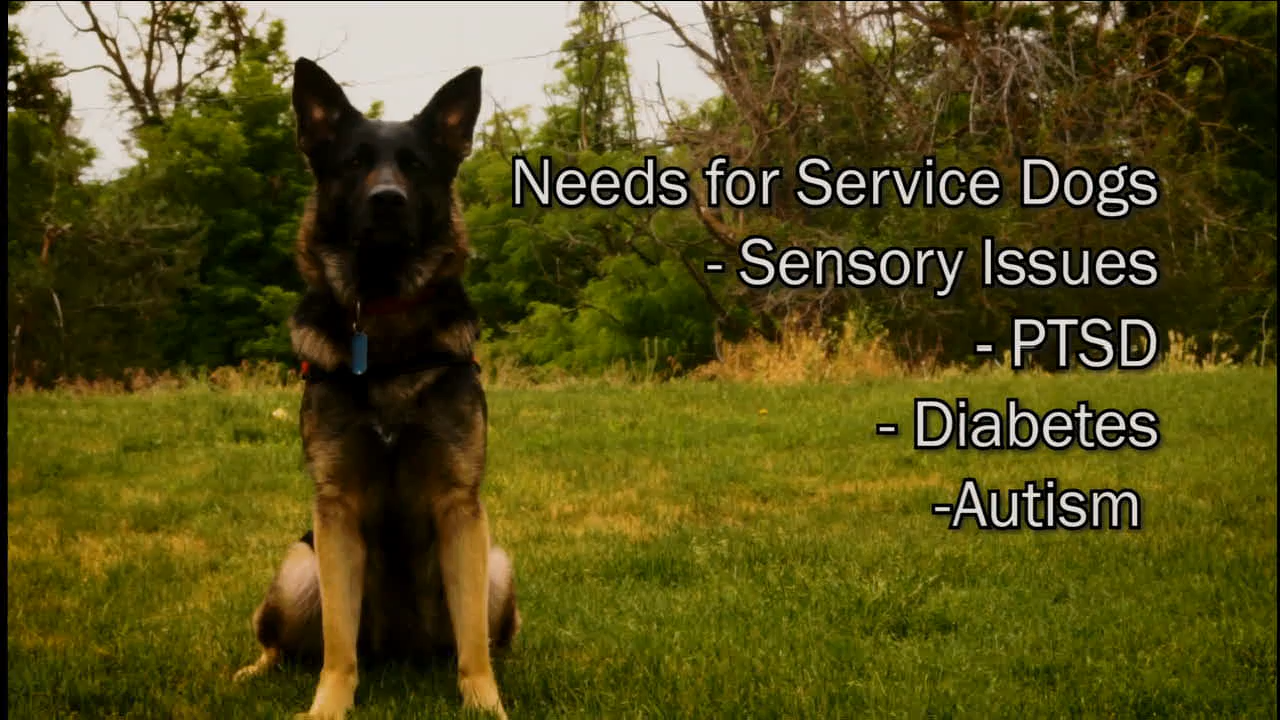 Needs for Service Dogs
- Sensory Issues
- PTSD
- Diabetes
-Autism